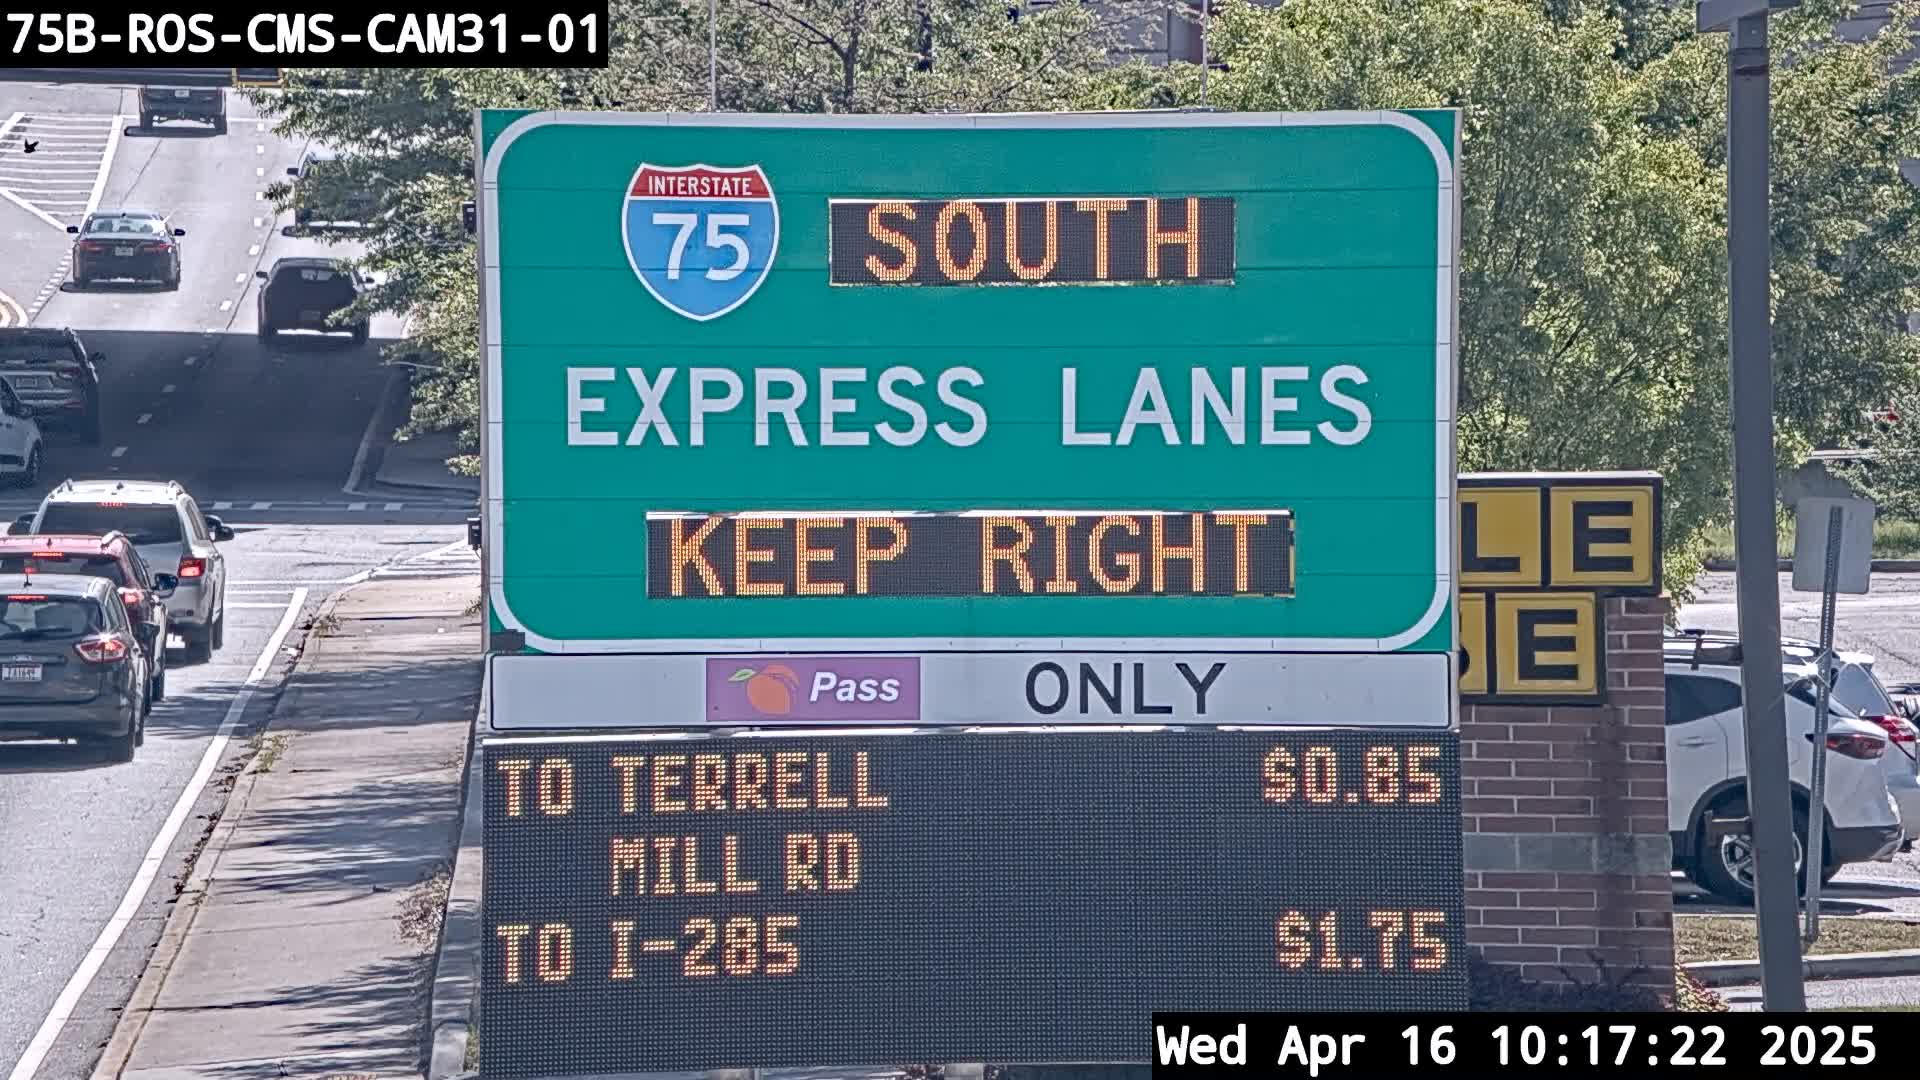 75B-ROS-CMS-CAM31-01
INTERSTATE
75
SOUTH
EXPRESS LANES
KEEP RIGHT
LE
E
Pass ONLY
TO TERRELL $0.85
MILL RD
TO I-285 $1.75
Wed Apr 16 10:17:22 2025